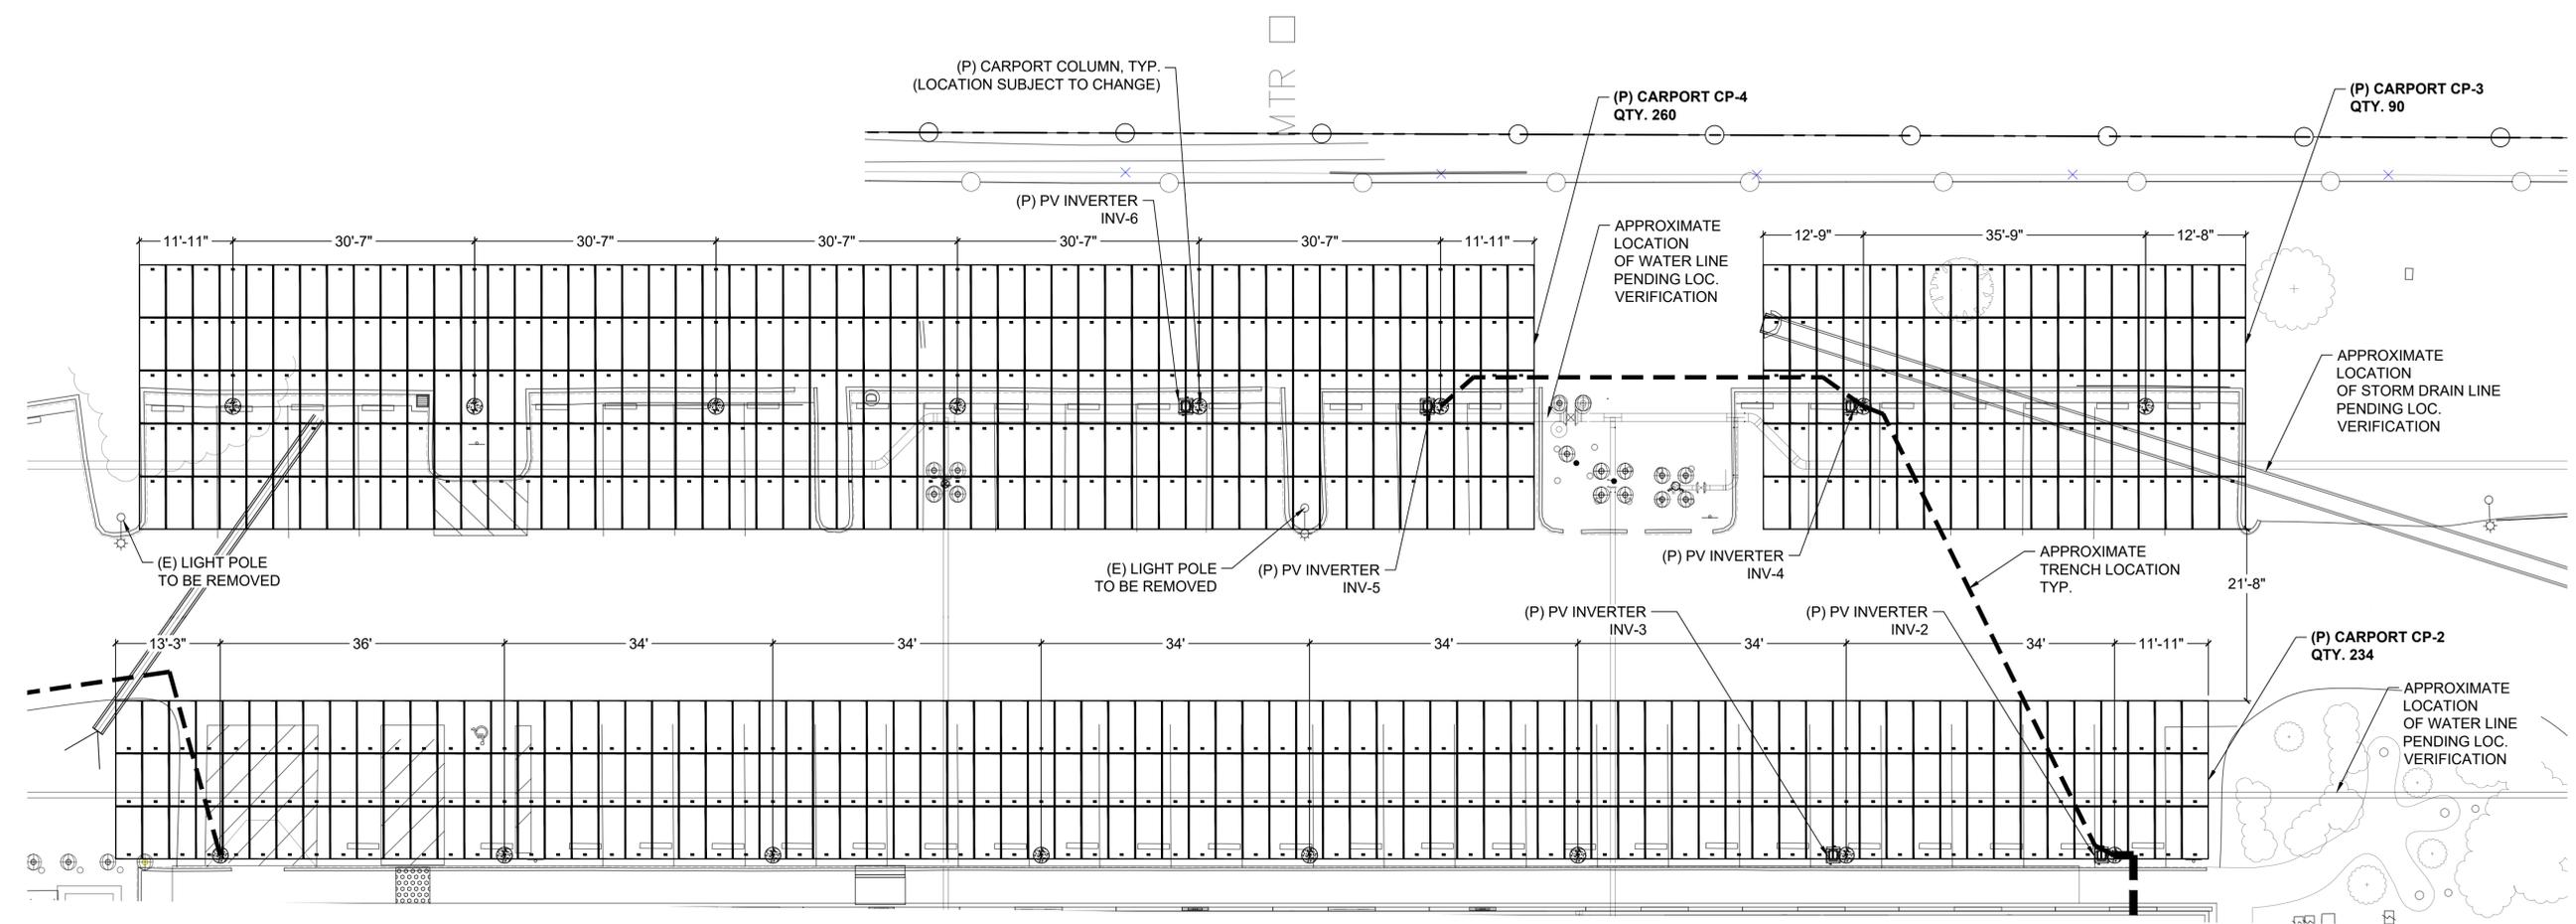 MTR
(P) CARPORT COLUMN, TYP.
(LOCATION SUBJECT TO CHANGE)
(P) CARPORT CP-4
QTY. 260
(P) CARPORT CP-3
QTY. 90
(P) PV INVERTER
INV-6
APPROXIMATE
LOCATION
OF WATER LINE
PENDING LOC.
VERIFICATION
11'-11"
30'-7"
30'-7"
30'-7"
30'-7"
30'-7"
11'-11"
12'-9"
35'-9"
12'-8"
APPROXIMATE
LOCATION
OF STORM DRAIN LINE
PENDING LOC.
VERIFICATION
(E) LIGHT POLE
TO BE REMOVED
(E) LIGHT POLE
TO BE REMOVED
(P) PV INVERTER
INV-5
(P) PV INVERTER
INV-4
APPROXIMATE
TRENCH LOCATION
TYP.
21'-8"
(P) PV INVERTER
INV-3
(P) PV INVERTER
INV-2
13'-3"
36'
34'
34'
34'
34'
34'
34'
11'-11"
(P) CARPORT CP-2
QTY. 234
APPROXIMATE
LOCATION
OF WATER LINE
PENDING LOC.
VERIFICATION